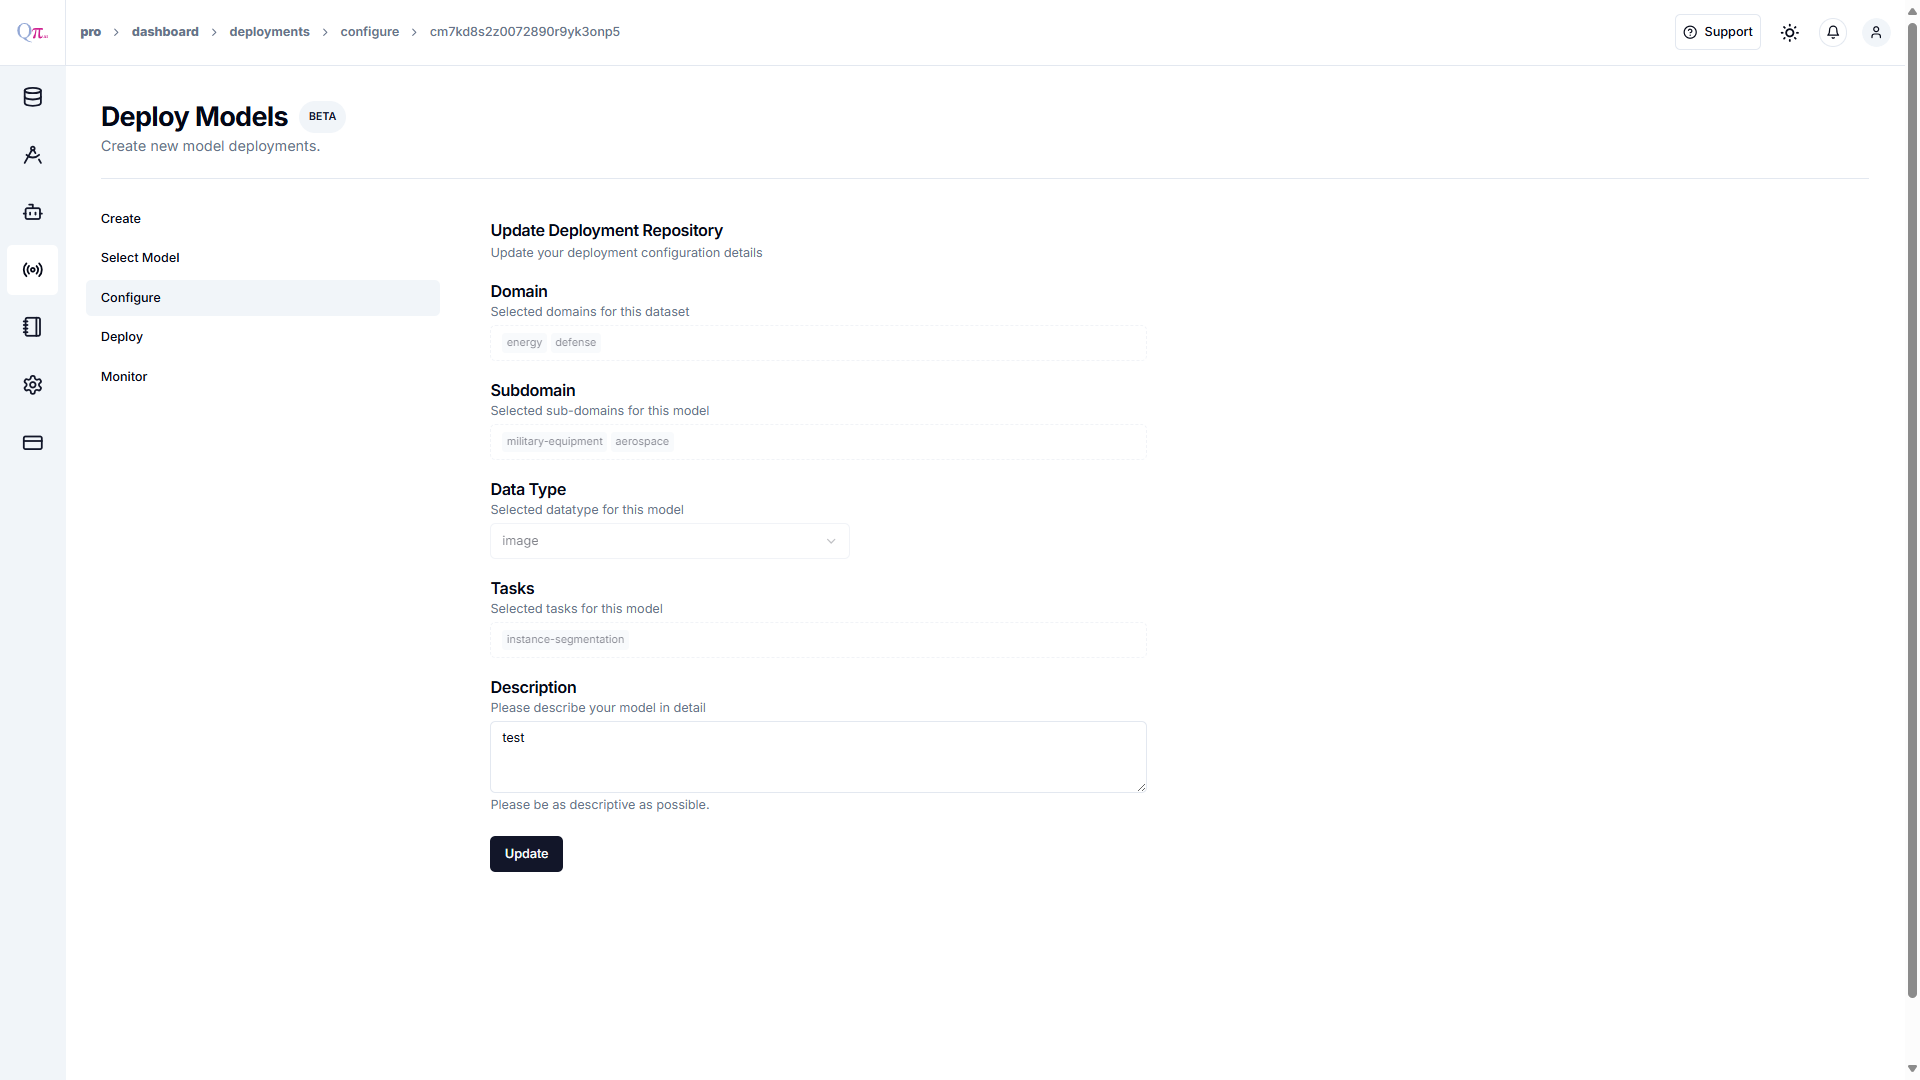 Qπ.ai
pro > dashboard > deployments > configure > cm7kd8s2z0072890r9yk3onp5
Support
Deploy Models BETA
Create new model deployments.
Create
Select Model
Configure
Deploy
Monitor
Update Deployment Repository
Update your deployment configuration details
Domain
Selected domains for this dataset
energy defense
Subdomain
Selected sub-domains for this model
military-equipment aerospace
Data Type
Selected datatype for this model
image
Tasks
Selected tasks for this model
instance-segmentation
Description
Please describe your model in detail
test
Please be as descriptive as possible.
Update